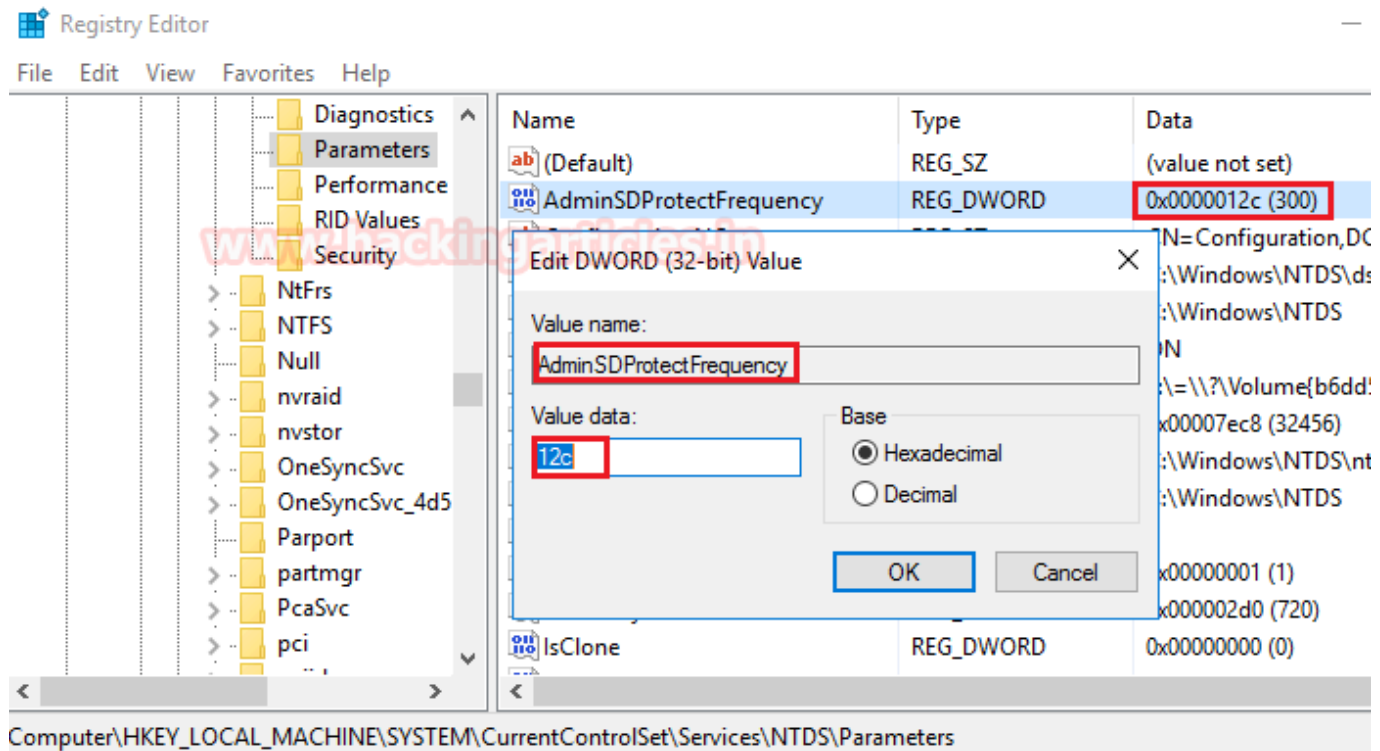 Registry Editor
File Edit View Favorites Help
Diagnostics
Parameters
Performance
RID Values
Security
NtFrs
NTFS
Null
nvraid
nvstor
OneSyncSvc
OneSyncSvc_4d5
Parport
partmgr
PcaSvc
pci
Name Type Data
(Default) REG_SZ (value not set)
AdminSDProtectFrequency REG_DWORD 0x0000012c (300)
www.hackingarticles.in
Edit DWORD (32-bit) Value
Value name:
AdminSDProtectFrequency
Value data:
12c
Base
Hexadecimal
Decimal
OK Cancel
N=Configuration,DC
:\Windows\NTDS\ds
:\Windows\NTDS
:\=\\?\Volume{b6dd5
x00007ec8 (32456)
:\Windows\NTDS\nt
:\Windows\NTDS
x00000001 (1)
x000002d0 (720)
IsClone REG_DWORD 0x00000000 (0)
Computer\HKEY_LOCAL_MACHINE\SYSTEM\CurrentControlSet\Services\NTDS\Parameters